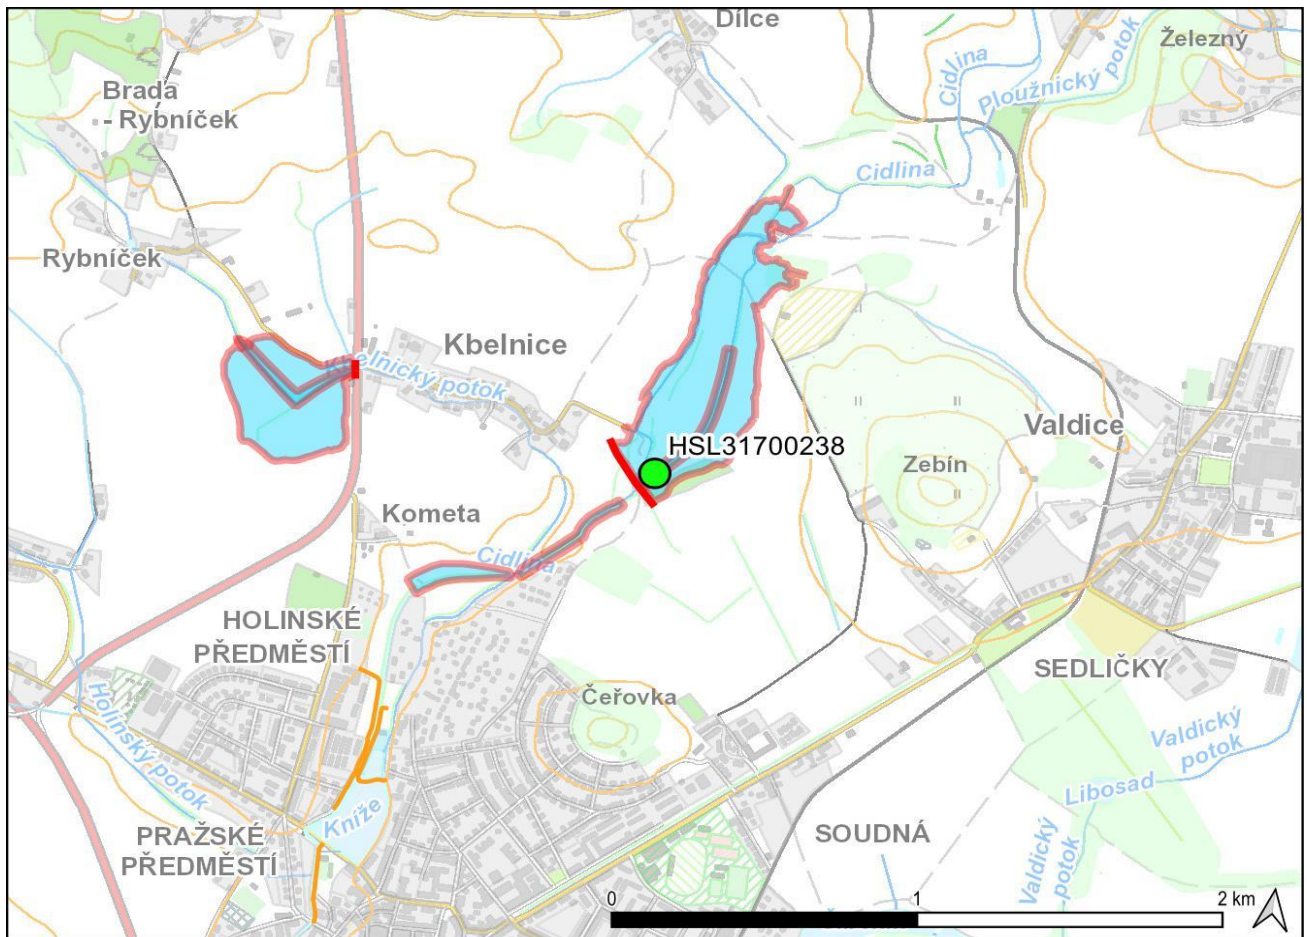 Dílce
Železný
Cidlina
Ploužnický potok
Brada
- Rybníček
Cidlina
Rybníček
Kbelnice
Kbelnický potok
Valdice
HSL31700238
Zebín
Kometa
Cidlina
HOLINSKÉ
PŘEDMĚSTÍ
SEDLIČKY
Čeřovka
Holínský potok
Valdický
potok
Libosad
Kníže
PRAŽSKÉ
PŘEDMĚSTÍ
SOUDNÁ
Valdický
potok
0
1
2 km